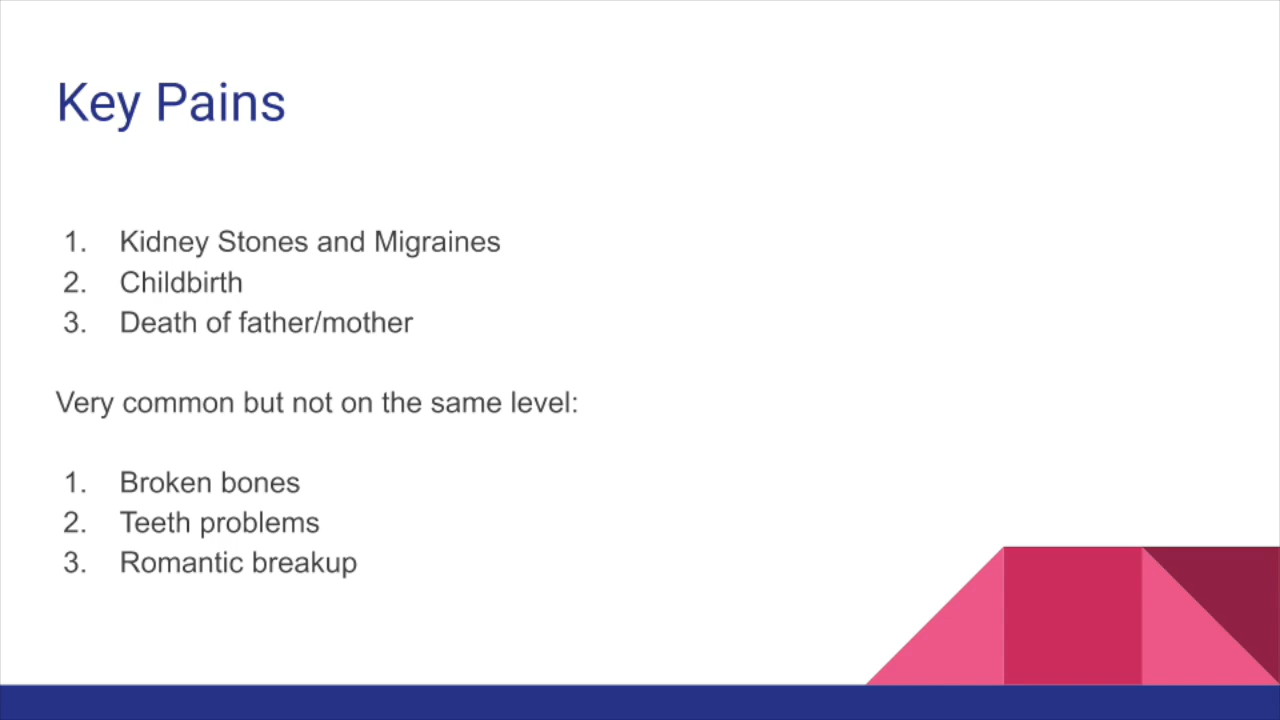 Key Pains
1. Kidney Stones and Migraines
2. Childbirth
3. Death of father/mother
Very common but not on the same level:
1. Broken bones
2. Teeth problems
3. Romantic breakup